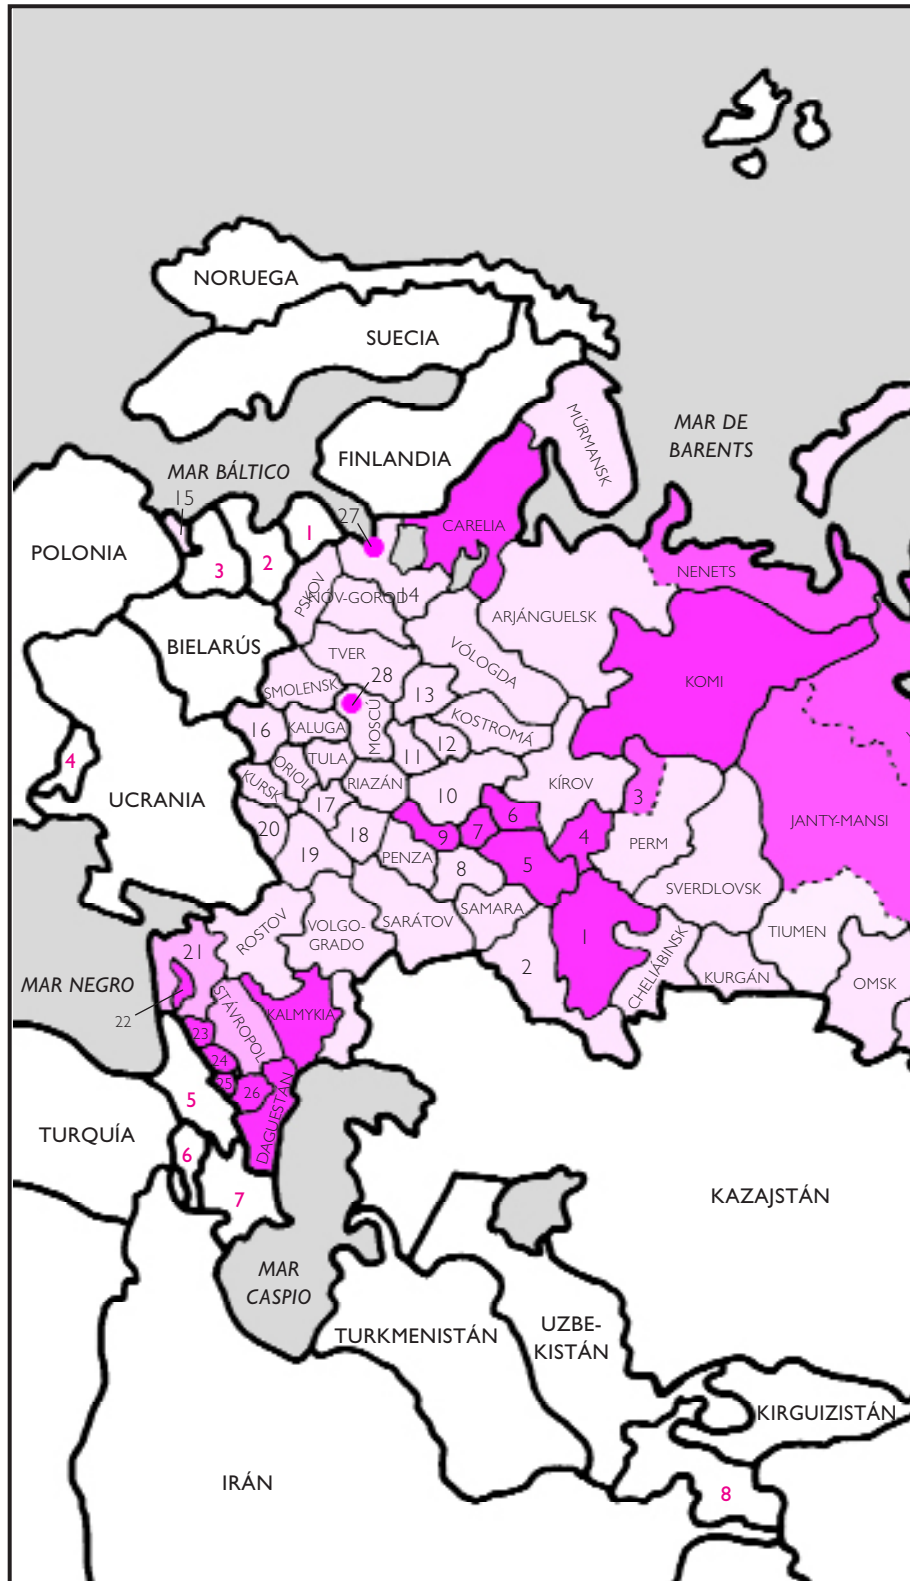 NORUEGA
SUECIA
MÚRMANSK
MAR DE
BARENTS
FINLANDIA
MAR BÁLTICO
15
27
1
CARELIA
POLONIA
3
2
NENETS
PSKOV
NÓV-GOROD
14
ARJÁNGUELSK
BIELARÚS
TVER
VÓLOGDA
KOMI
SMOLENSK
28
13
16
KALUGA
MOSCÚ
KOSTROMÁ
12
11
4
TULA
ORIOL
KURSK
RIAZÁN
KÍROV
3
UCRANIA
17
10
6
JANTY-MANSI
20
18
9
7
4
PERM
19
PENZA
8
5
SVERDLOVSK
ROSTOV
VOLGO-
GRADO
SARÁTOV
SAMARA
1
TIUMEN
21
2
CHELIÁBINSK
KURGÁN
OMSK
MAR NEGRO
22
STÁVROPOL
KALMYKIA
23
24
25
26
DAGUESTÁN
5
TURQUÍA
6
7
KAZAJSTÁN
MAR
CASPIO
TURKMENISTÁN
UZBE-
KISTÁN
KIRGUIZISTÁN
IRÁN
8